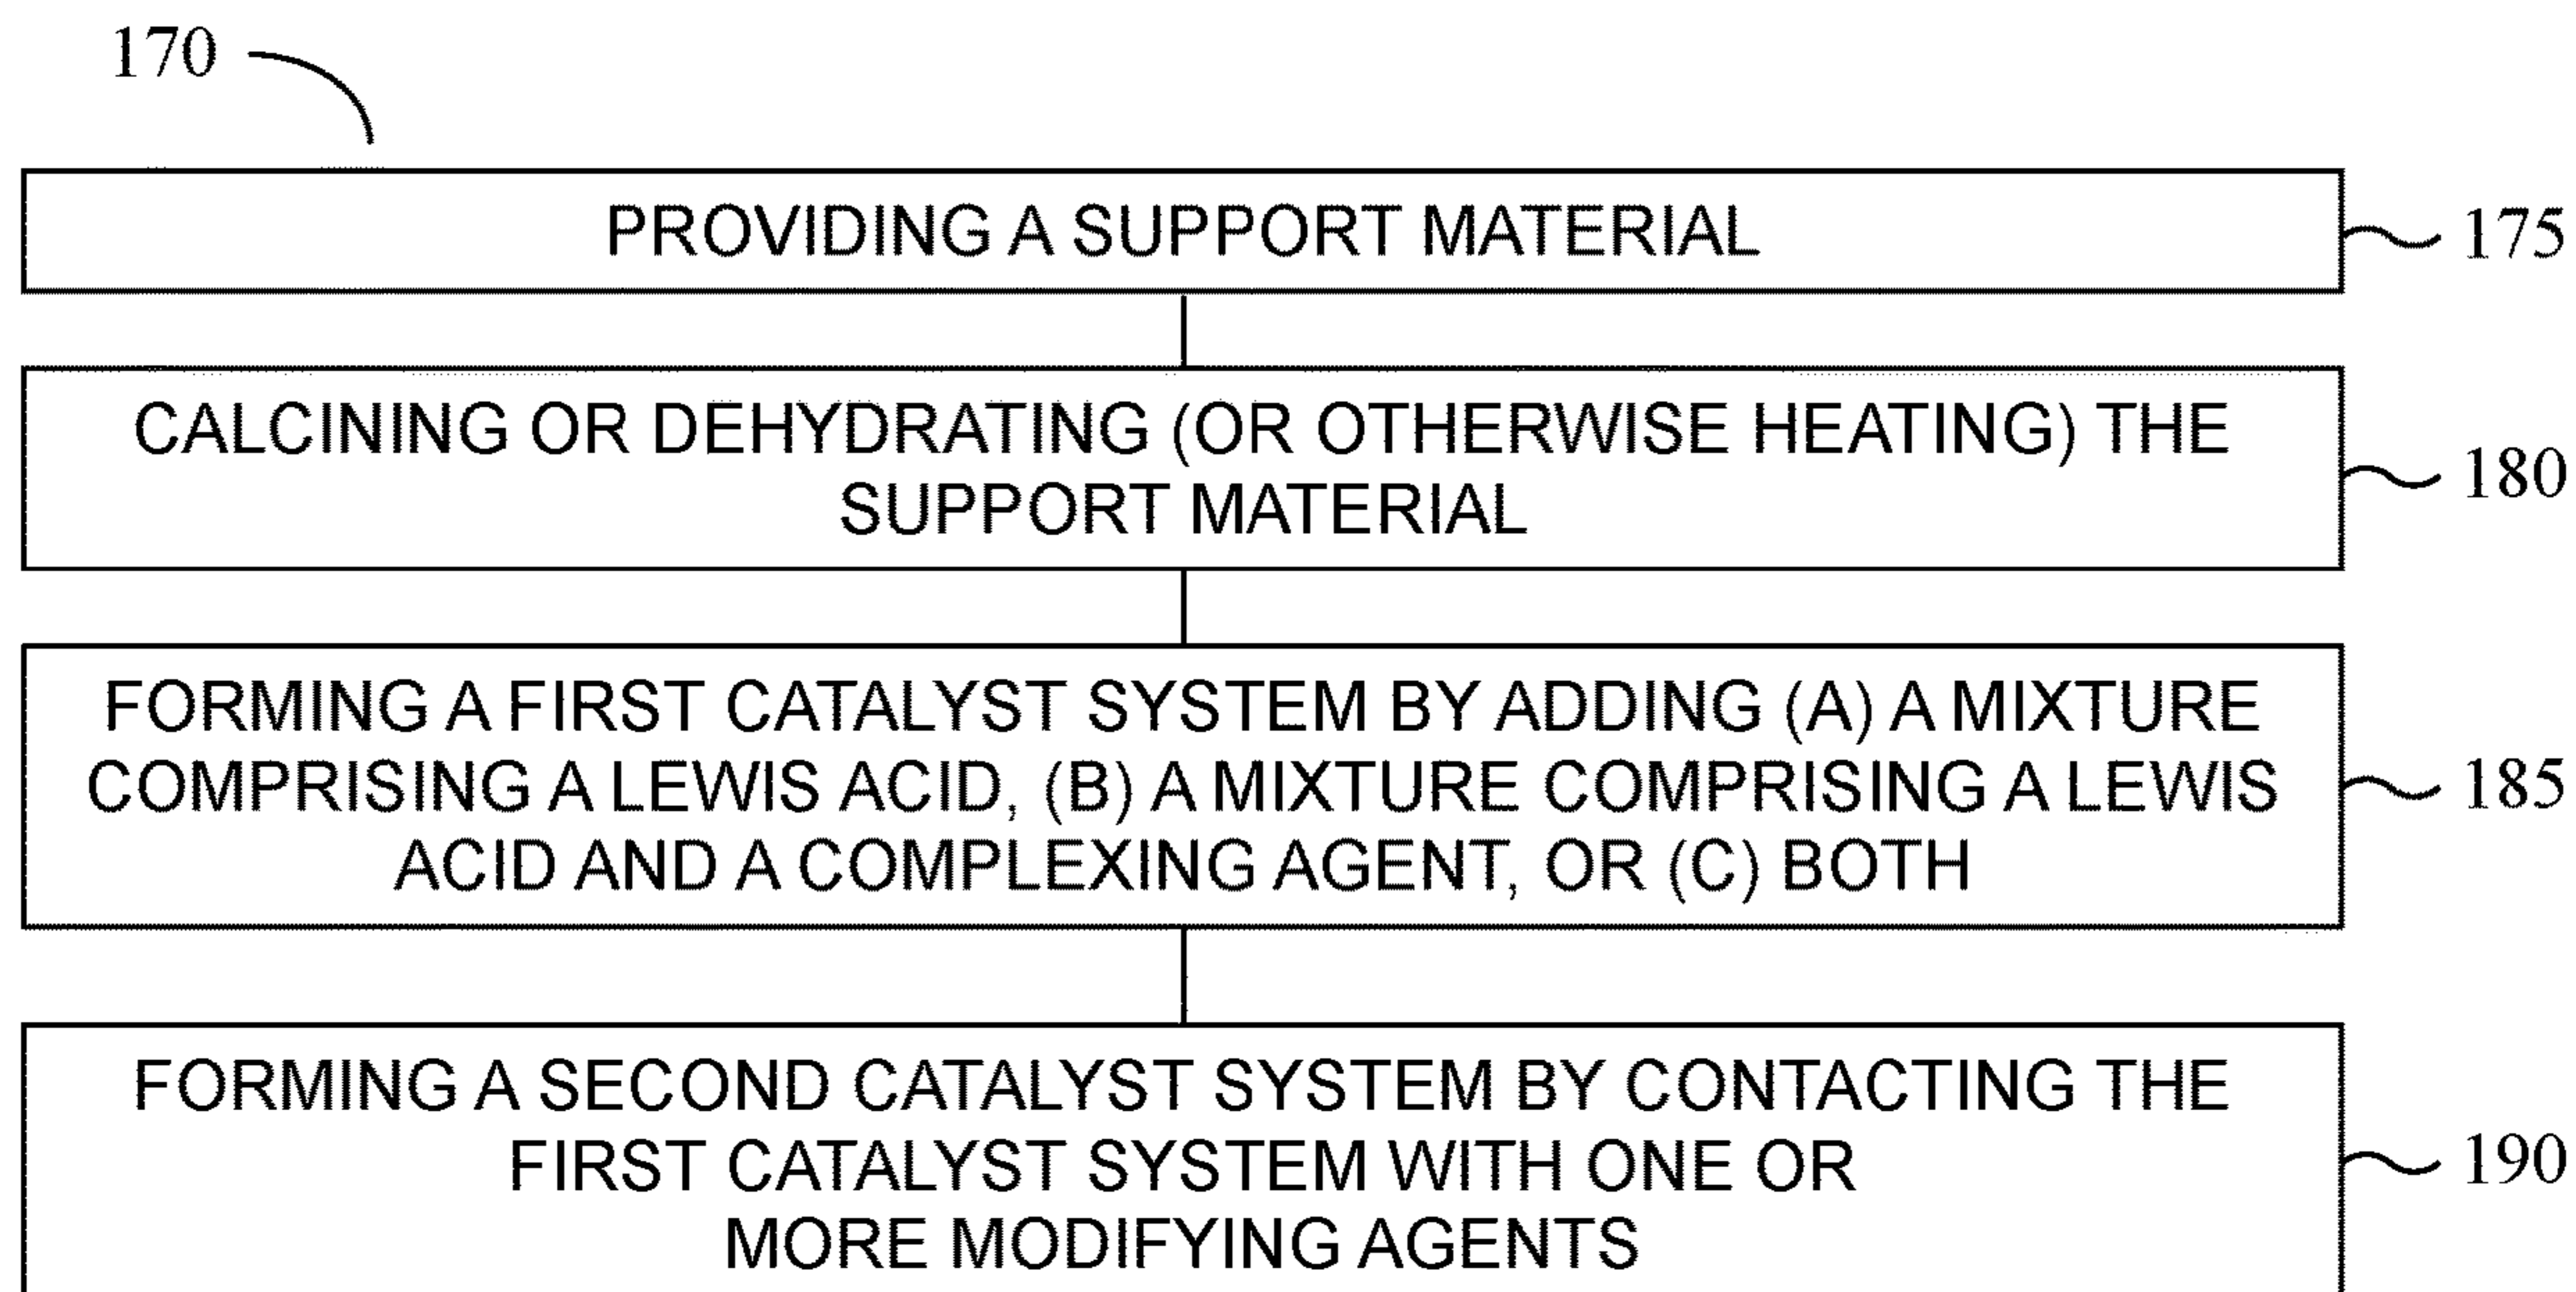 170
PROVIDING A SUPPORT MATERIAL
175
CALCINING OR DEHYDRATING (OR OTHERWISE HEATING) THE
SUPPORT MATERIAL
180
FORMING A FIRST CATALYST SYSTEM BY ADDING (A) A MIXTURE
COMPRISING A LEWIS ACID, (B) A MIXTURE COMPRISING A LEWIS
ACID AND A COMPLEXING AGENT, OR (C) BOTH
185
FORMING A SECOND CATALYST SYSTEM BY CONTACTING THE
FIRST CATALYST SYSTEM WITH ONE OR
MORE MODIFYING AGENTS
190